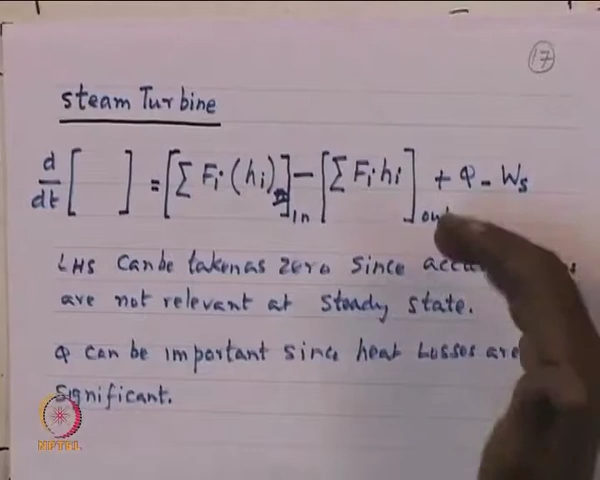 17
Steam Turbine
d/dt [ ] = [∑ Fi (hi)]in - [∑ Fi hi]out + Q - Ws
LHS can be taken as zero since
are not relevant at steady state.
Q can be important since heat losses are
significant.
NPTEL